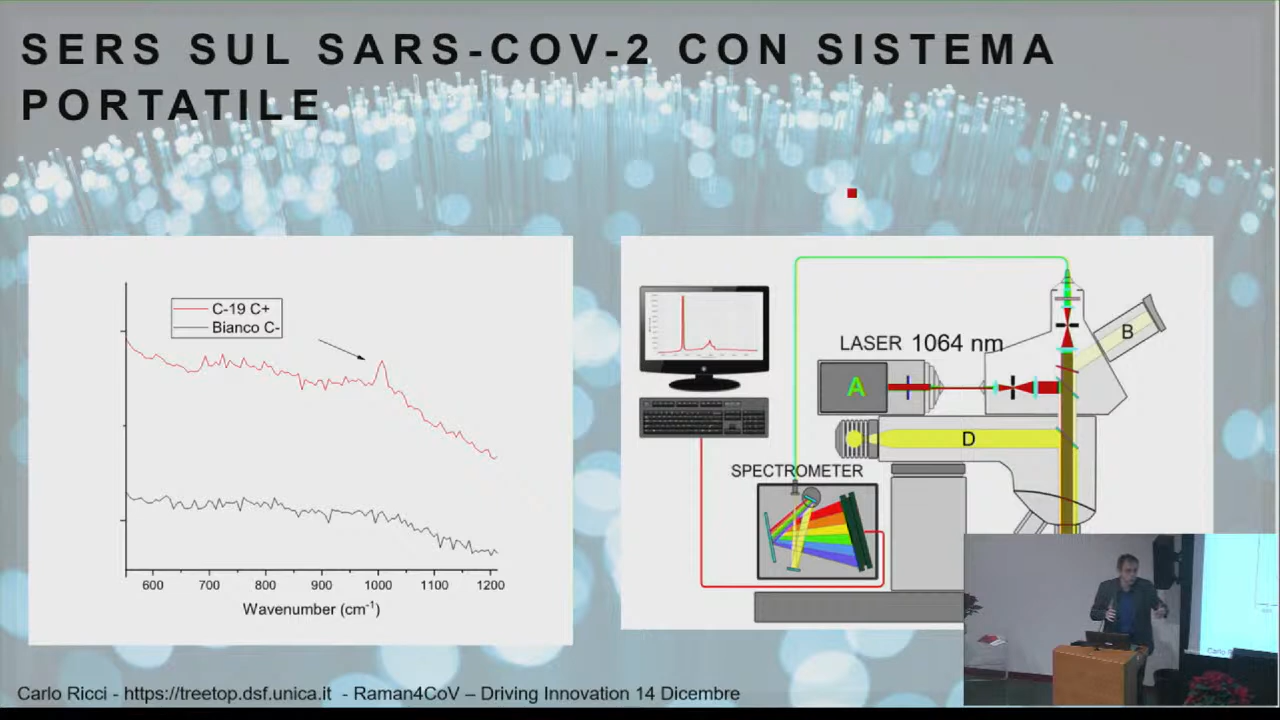 SERS SUL SARS-COV-2 CON SISTEMA
PORTATILE
C-19 C+
Bianco C-
600 700 800 900 1000 1100 1200
Wavenumber (cm⁻¹)
LASER 1064 nm
A
B
D
SPECTROMETER
Carlo Ricci - https://treetop.dsf.unica.it - Raman4CoV – Driving Innovation 14 Dicembre